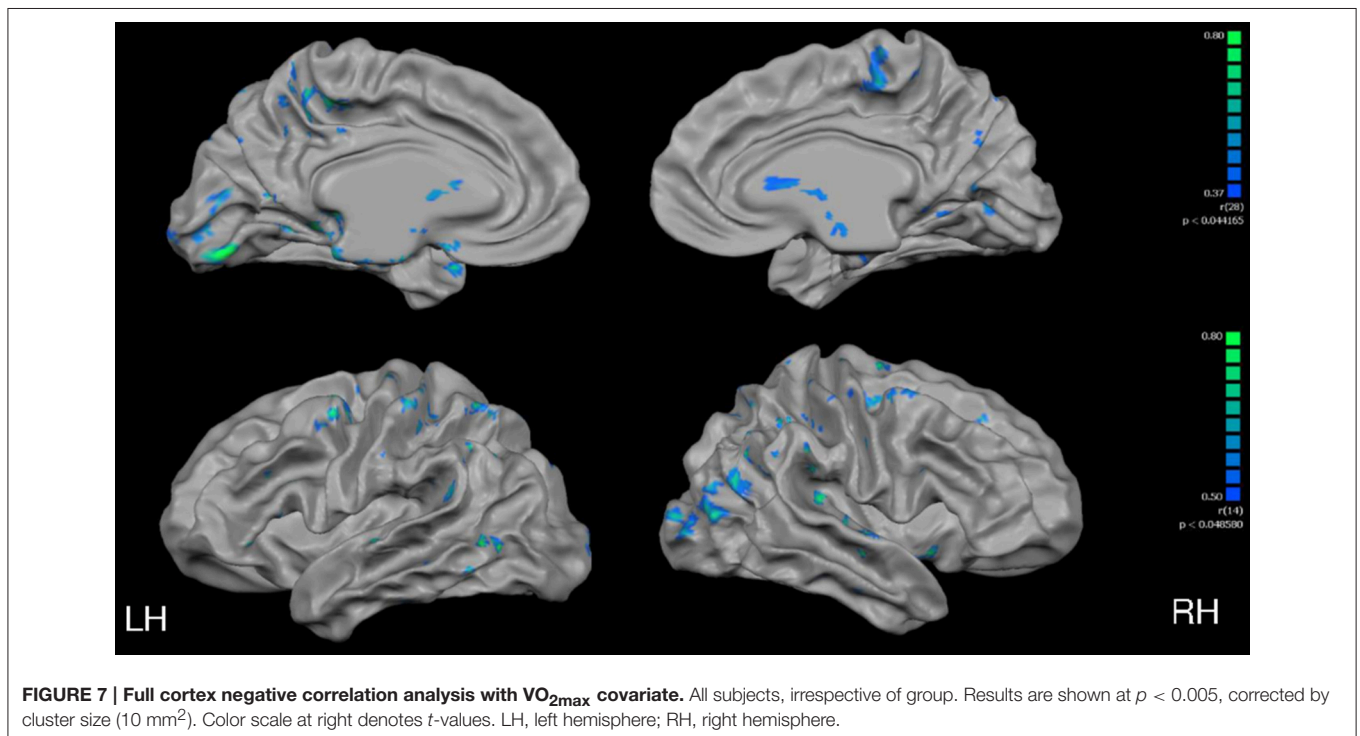 0.80
0.37
r(28)
p < 0.044165
0.80
0.50
r(14)
p < 0.048580
LH
RH
FIGURE 7 | Full cortex negative correlation analysis with VO2max covariate. All subjects, irrespective of group. Results are shown at p < 0.005, corrected by
cluster size (10 mm²). Color scale at right denotes t-values. LH, left hemisphere; RH, right hemisphere.